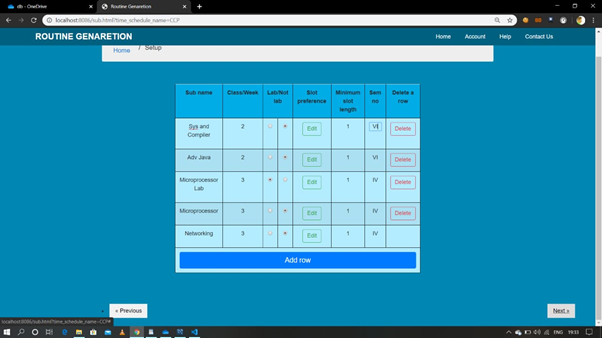 db - OneDrive
Routine Genaretion
localhost:8086/sub.html?time_schedule_name=CCP
ROUTINE GENARETION
Home Account Help Contact Us
Home / Setup
Sub name Class/Week Lab/Not lab Slot preference Minimum slot length Sem no Delete a row
Sys and Compiler 2 Edit 1 VI Delete
Adv Java 2 Edit 1 VI Delete
Microprocessor Lab 3 Edit 1 IV Delete
Microprocessor 3 Edit 1 IV Delete
Networking 3 Edit 1 IV
Add row
« Previous Next »
localhost:8086/sub.html?time_schedule_name=CCP#
19:33